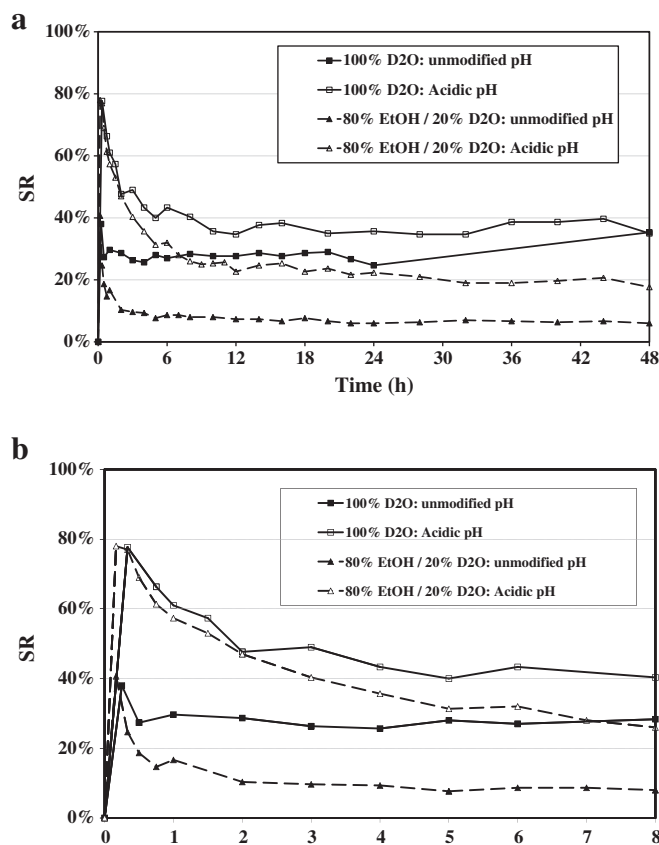 a
100%
80%
60%
40%
20%
0%
SR
100% D2O: unmodified pH
100% D2O: Acidic pH
80% EtOH / 20% D2O: unmodified pH
80% EtOH / 20% D2O: Acidic pH
0 6 12 18 24 30 36 42 48
Time (h)
b
100%
80%
60%
40%
20%
0%
SR
100% D2O: unmodified pH
100% D2O: Acidic pH
80% EtOH / 20% D2O: unmodified pH
80% EtOH / 20% D2O: Acidic pH
0 1 2 3 4 5 6 7 8